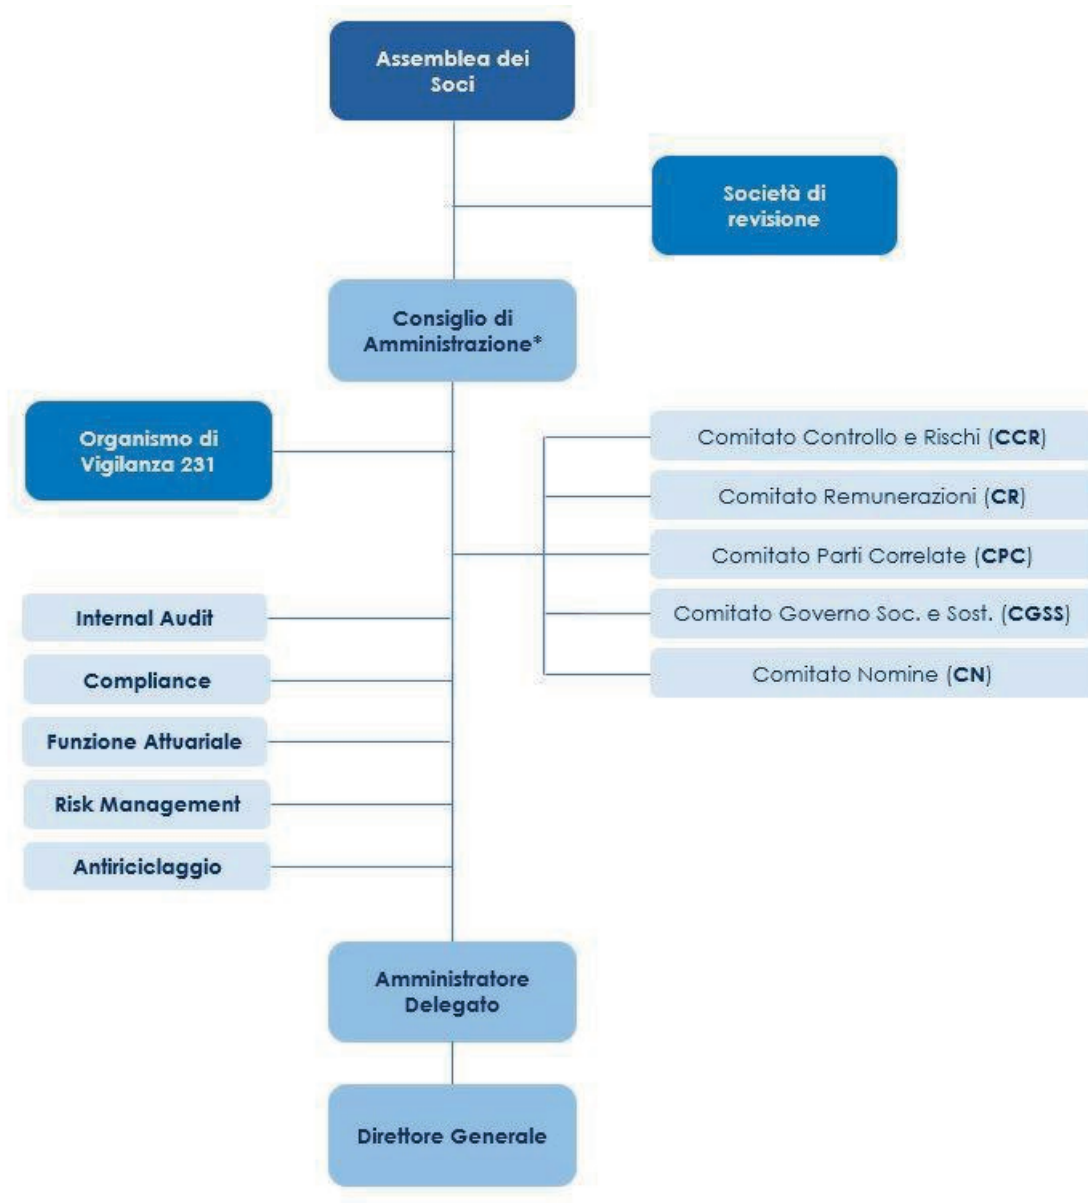 Assemblea dei
Soci
Società di
revisione
Consiglio di
Amministrazione*
Organismo di
Vigilanza 231
Comitato Controllo e Rischi (CCR)
Comitato Remunerazioni (CR)
Comitato Parti Correlate (CPC)
Comitato Governo Soc. e Sost. (CGSS)
Comitato Nomine (CN)
Internal Audit
Compliance
Funzione Attuariale
Risk Management
Antiriciclaggio
Amministratore
Delegato
Direttore Generale